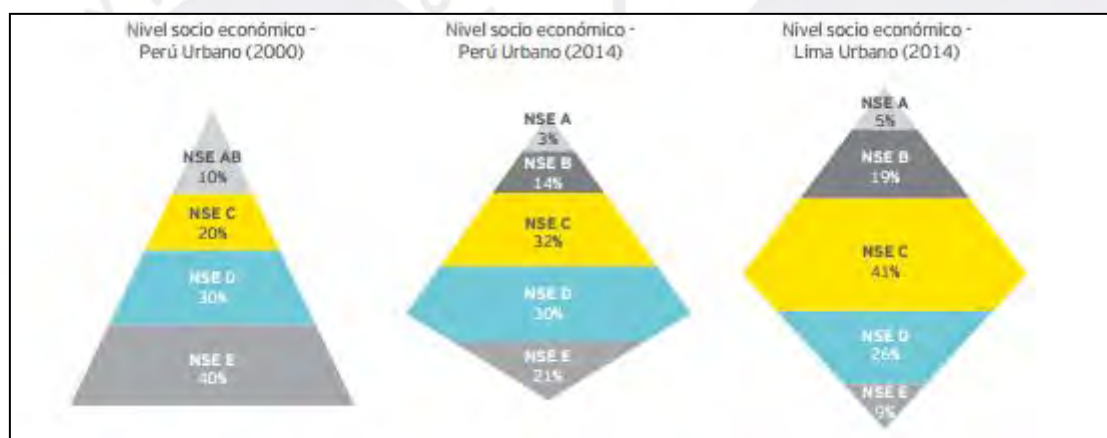 Nivel socio económico -
Perú Urbano (2000)
NSE AB
10%
NSE C
20%
NSE D
30%
NSE E
40%
Nivel socio económico -
Perú Urbano (2014)
NSE A
3%
NSE B
14%
NSE C
32%
NSE D
30%
NSE E
21%
Nivel socio económico -
Lima Urbano (2014)
NSE A
5%
NSE B
19%
NSE C
41%
NSE D
26%
NSE E
9%